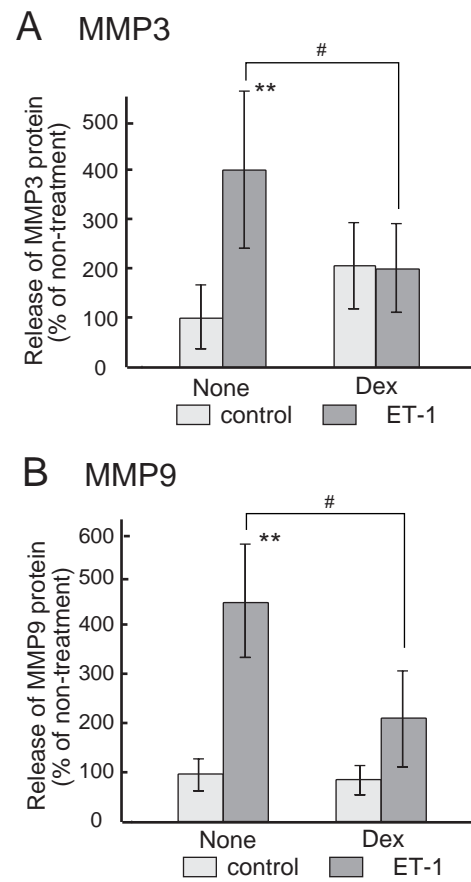 A MMP3
#
**
Release of MMP3 protein
(% of non-treatment)
500
400
300
200
100
0
None Dex
control ET-1
B MMP9
#
**
Release of MMP9 protein
(% of non-treatment)
600
500
400
300
200
100
0
None Dex
control ET-1